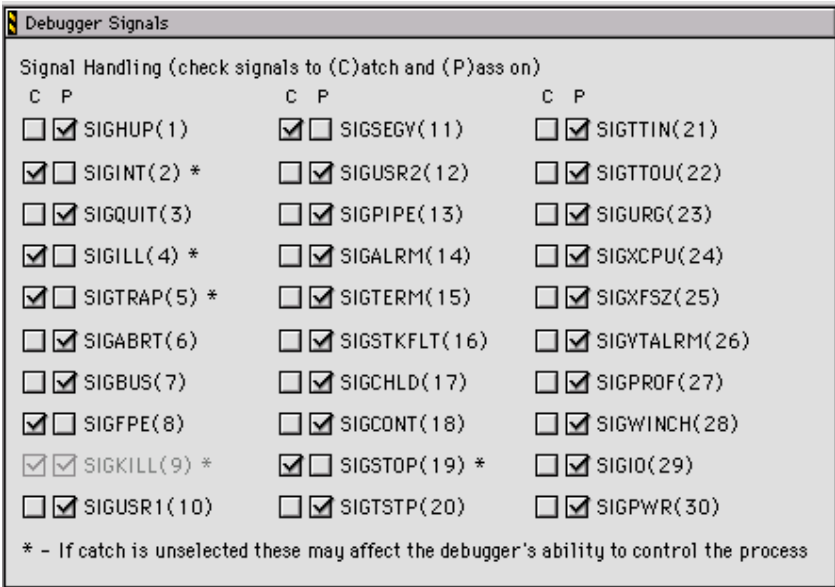 Debugger Signals
Signal Handling (check signals to (C)atch and (P)ass on)
C P C P C P
SIGHUP(1) SIGSEGV(11) SIGTTIN(21)
SIGINT(2) * SIGUSR2(12) SIGTTOU(22)
SIGQUIT(3) SIGPIPE(13) SIGURG(23)
SIGILL(4) * SIGALRM(14) SIGXCPU(24)
SIGTRAP(5) * SIGTERM(15) SIGXFSZ(25)
SIGABRT(6) SIGSTKFLT(16) SIGVTALRM(26)
SIGBUS(7) SIGCHLD(17) SIGPROF(27)
SIGFPE(8) SIGCONT(18) SIGWINCH(28)
SIGKILL(9) * SIGSTOP(19) * SIGIO(29)
SIGUSR1(10) SIGTSTP(20) SIGPWR(30)
* - If catch is unselected these may affect the debugger's ability to control the process